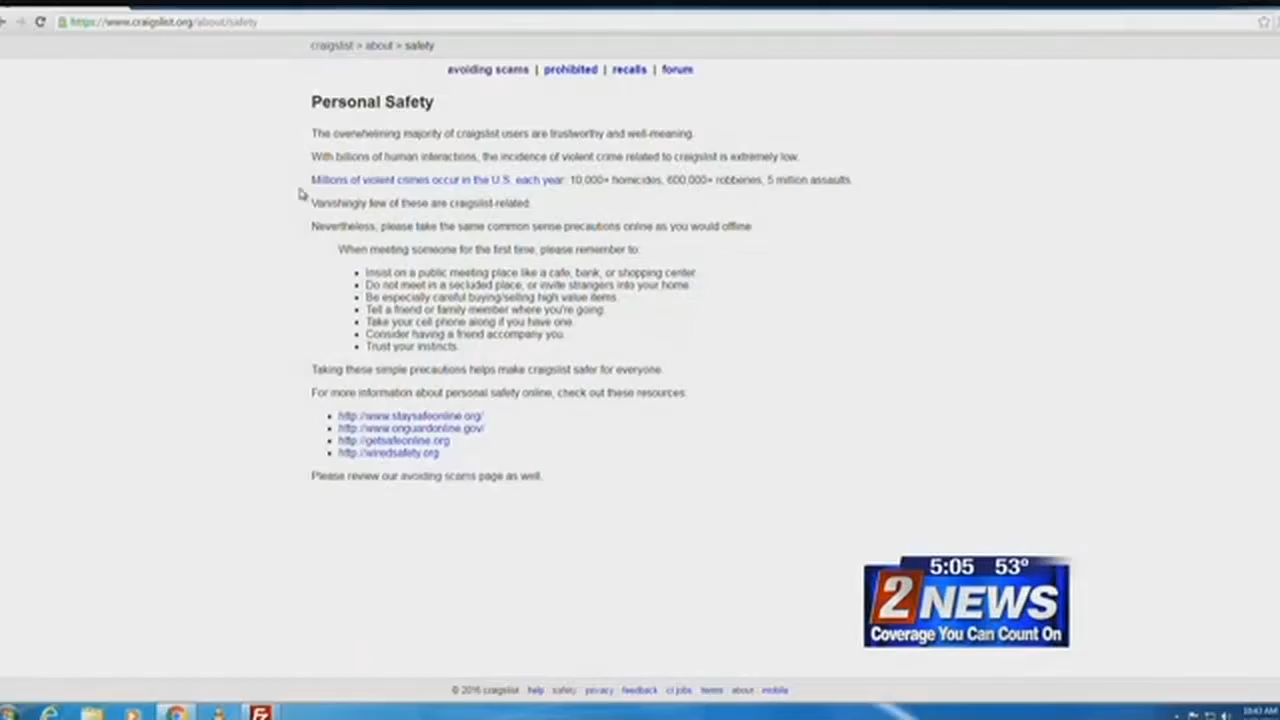 https://www.craigslist.org/about/safety
craigslist > about > safety
avoiding scams | prohibited | recalls | forum
Personal Safety
The overwhelming majority of craigslist users are trustworthy and well-meaning.
With billions of human interactions, the incidence of violent crime related to craigslist is extremely low.
Millions of violent crimes occur in the U.S. each year: 10,000+ homicides, 600,000+ robberies, 5 million assaults.
Vanishingly few of these are craigslist-related.
Nevertheless, please take the same common sense precautions online as you would offline.
When meeting someone for the first time, please remember to:
Insist on a public meeting place like a cafe, bank, or shopping center.
Do not meet in a secluded place, or invite strangers into your home.
Be especially careful buying/selling high value items.
Tell a friend or family member where you're going.
Take your cell phone along if you have one.
Consider having a friend accompany you.
Trust your instincts.
Taking these simple precautions helps make craigslist safer for everyone.
For more information about personal safety online, check out these resources:
http://www.staysafeonline.org/
http://www.onguardonline.gov/
http://getsafeonline.org
http://wiredsafety.org
Please review our avoiding scams page as well.
5:05 53°
2 NEWS
Coverage You Can Count On
© 2016 craigslist help safety privacy feedback cl jobs terms about mobile
10:43 AM